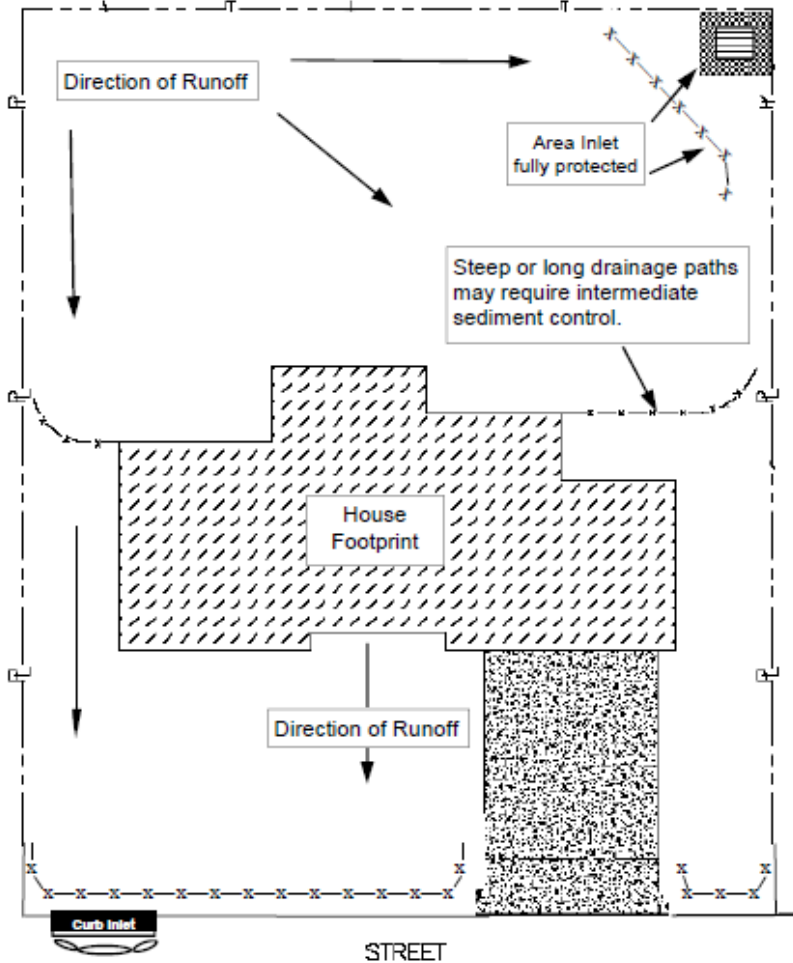 Direction of Runoff
Area Inlet
fully protected
Steep or long drainage paths
may require intermediate
sediment control.
House
Footprint
Direction of Runoff
Curb Inlet
STREET